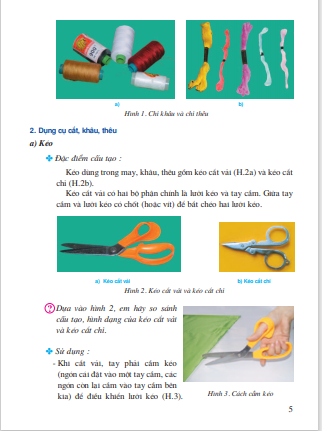 a)
b)
Hình 1. Chỉ khâu và chỉ thêu
2. Dụng cụ cắt, khâu, thêu
a) Kéo
Đặc điểm cấu tạo :
Kéo dùng trong may, khâu, thêu gồm kéo cắt vải (H.2a) và kéo cắt
chỉ (H.2b).
Kéo cắt vải có hai bộ phận chính là lưỡi kéo và tay cầm. Giữa tay
cầm và lưỡi kéo có chốt (hoặc vít) để bắt chéo hai lưỡi kéo.
a) Kéo cắt vải
b) Kéo cắt chỉ
Hình 2. Kéo cắt vải và kéo cắt chỉ
? Dựa vào hình 2, em hãy so sánh
cấu tạo, hình dạng của kéo cắt vải
và kéo cắt chỉ.
Sử dụng :
- Khi cắt vải, tay phải cầm kéo
(ngón cái đặt vào một tay cầm, các
ngón còn lại cầm vào tay cầm bên
kia) để điều khiển lưỡi kéo (H.3).
Hình 3. Cách cầm kéo
5